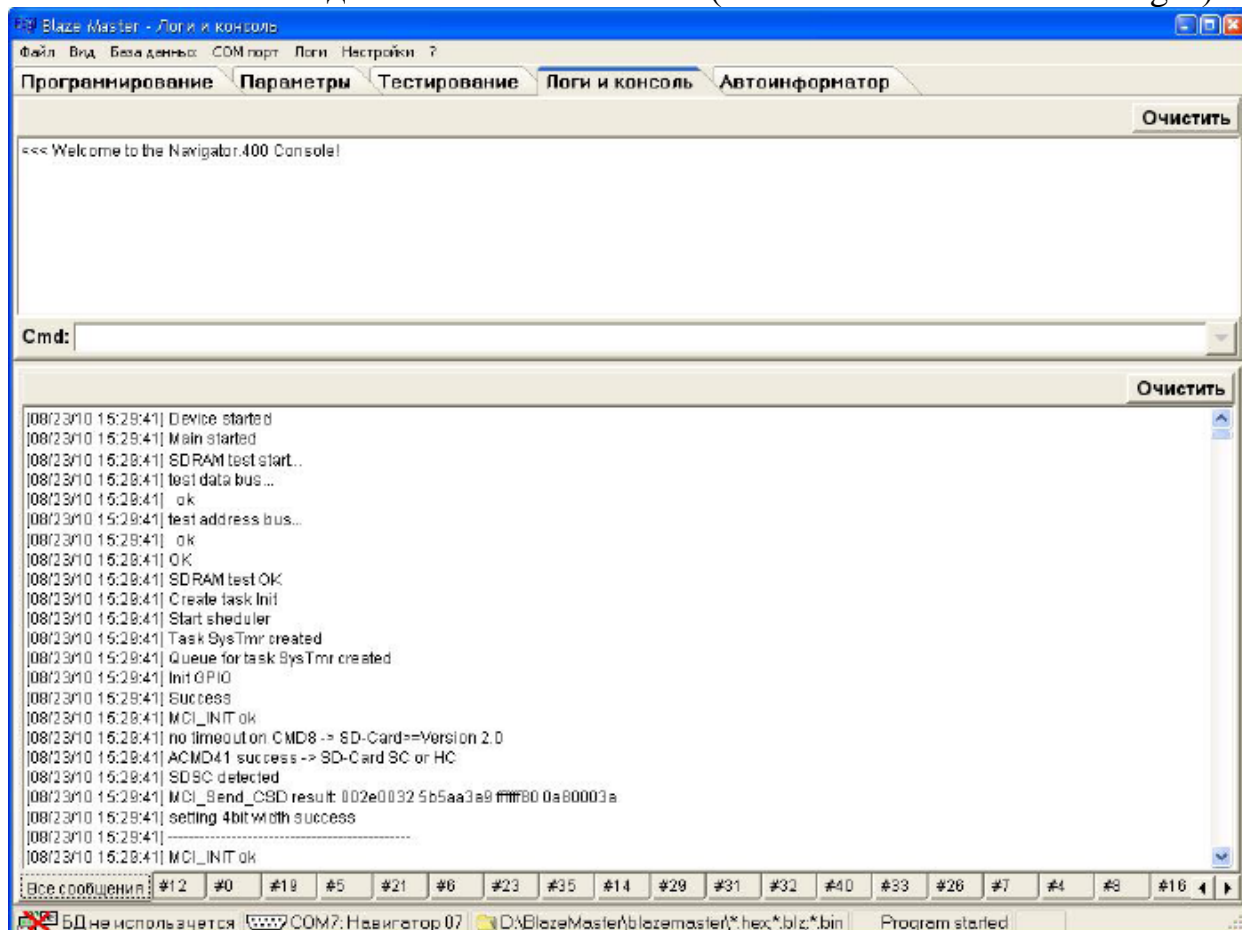 Blaze Master - Логи и консоль
Файл Вид База данных COM порт Логи Настройки ?
Программирование Параметры Тестирование Логи и консоль Автоинформатор
Очистить
<<< Welcome to the Navigator.400 Console!
Cmd:
Очистить
|08/23/10 15:29:41| Device started
|08/23/10 15:29:41| Main started
|08/23/10 15:29:41| SDRAM test start...
|08/23/10 15:29:41| test data bus...
|08/23/10 15:29:41| ok
|08/23/10 15:29:41| test address bus...
|08/23/10 15:29:41| ok
|08/23/10 15:29:41| OK
|08/23/10 15:29:41| SDRAM test OK
|08/23/10 15:29:41| Create task Init
|08/23/10 15:29:41| Start sheduler
|08/23/10 15:29:41| Task SysTmr created
|08/23/10 15:29:41| Queue for task SysTmr created
|08/23/10 15:29:41| Init GPIO
|08/23/10 15:29:41| Success
|08/23/10 15:29:41| MCI_INIT ok
|08/23/10 15:29:41| no timeout on CMD8 -> SD-Card>=Version 2.0
|08/23/10 15:29:41| ACMD41 success -> SD-Card SC or HC
|08/23/10 15:29:41| SDSC detected
|08/23/10 15:29:41| MCI_Send_CSD result: 002e0032 5b5aa3a9 ffffff80 0a80003a
|08/23/10 15:29:41| setting 4bit width success
|08/23/10 15:29:41| ----------------------------------------------
|08/23/10 15:29:41| MCI_INIT ok
Все сообщения #12 #0 #19 #5 #21 #6 #23 #35 #14 #29 #31 #32 #40 #33 #26 #7 #4 #8 #16
БД не используется COM7: Навигатор 07 D:\BlazeMaster\blazemaster\*.hex;*.blz;*.bin Program started